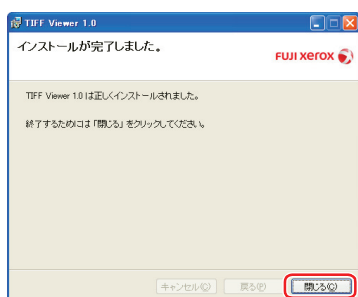 TIFF Viewer 1.0
インストールが完了しました。
FUJI XEROX
TIFF Viewer 1.0 は正しくインストールされました。
終了するためには「閉じる」をクリックしてください。
キャンセル(C) 戻る(P) 閉じる(C)